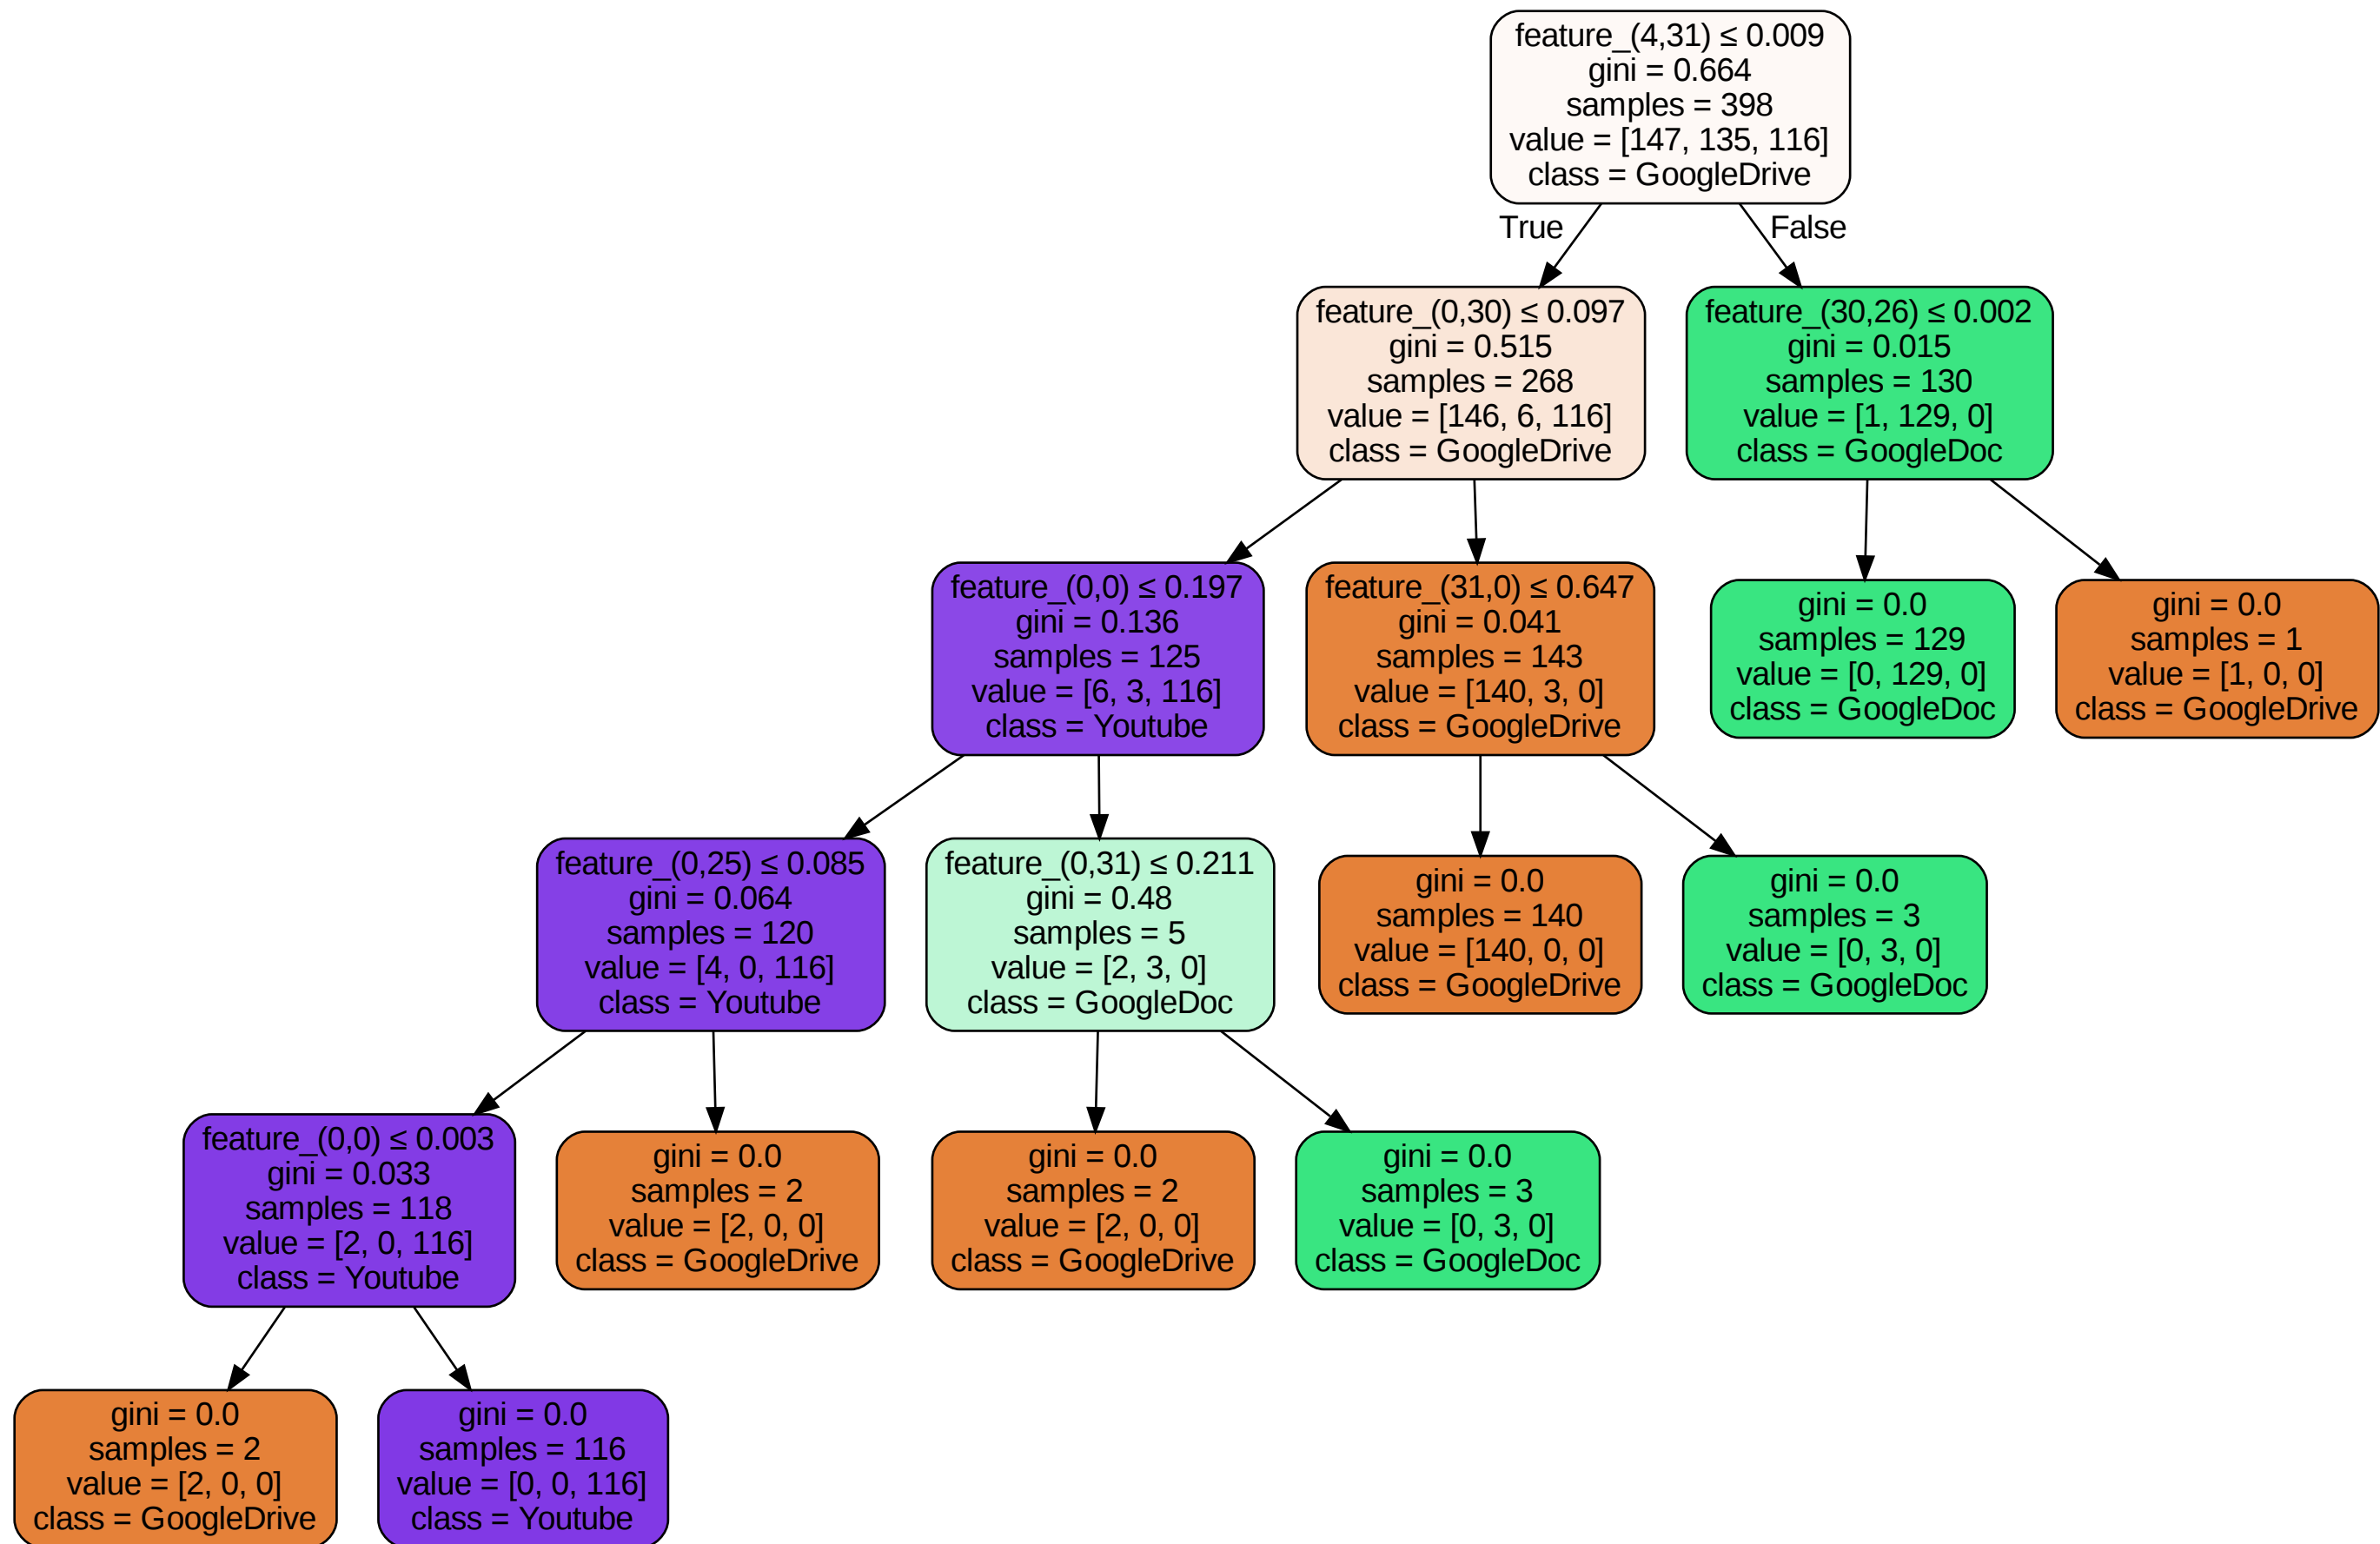 feature_(4,31) ≤ 0.009
gini = 0.664
samples = 398
value = [147, 135, 116]
class = GoogleDrive
True
False
feature_(0,30) ≤ 0.097
gini = 0.515
samples = 268
value = [146, 6, 116]
class = GoogleDrive
feature_(30,26) ≤ 0.002
gini = 0.015
samples = 130
value = [1, 129, 0]
class = GoogleDoc
feature_(0,0) ≤ 0.197
gini = 0.136
samples = 125
value = [6, 3, 116]
class = Youtube
feature_(31,0) ≤ 0.647
gini = 0.041
samples = 143
value = [140, 3, 0]
class = GoogleDrive
gini = 0.0
samples = 129
value = [0, 129, 0]
class = GoogleDoc
gini = 0.0
samples = 1
value = [1, 0, 0]
class = GoogleDrive
feature_(0,25) ≤ 0.085
gini = 0.064
samples = 120
value = [4, 0, 116]
class = Youtube
feature_(0,31) ≤ 0.211
gini = 0.48
samples = 5
value = [2, 3, 0]
class = GoogleDoc
gini = 0.0
samples = 140
value = [140, 0, 0]
class = GoogleDrive
gini = 0.0
samples = 3
value = [0, 3, 0]
class = GoogleDoc
feature_(0,0) ≤ 0.003
gini = 0.033
samples = 118
value = [2, 0, 116]
class = Youtube
gini = 0.0
samples = 2
value = [2, 0, 0]
class = GoogleDrive
gini = 0.0
samples = 2
value = [2, 0, 0]
class = GoogleDrive
gini = 0.0
samples = 3
value = [0, 3, 0]
class = GoogleDoc
gini = 0.0
samples = 2
value = [2, 0, 0]
class = GoogleDrive
gini = 0.0
samples = 116
value = [0, 0, 116]
class = Youtube